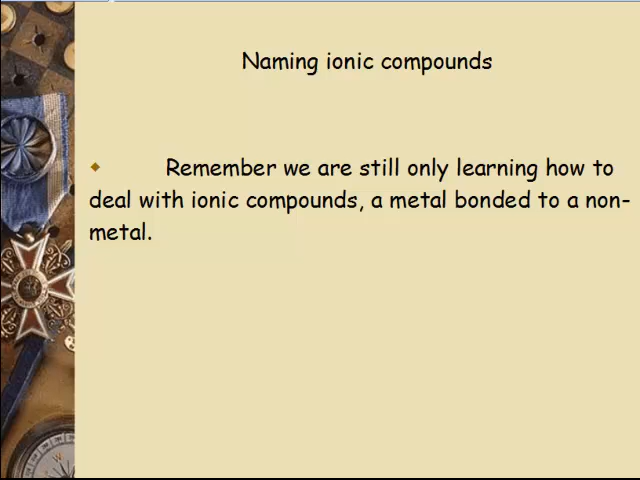 Naming ionic compounds
Remember we are still only learning how to
deal with ionic compounds, a metal bonded to a non-
metal.